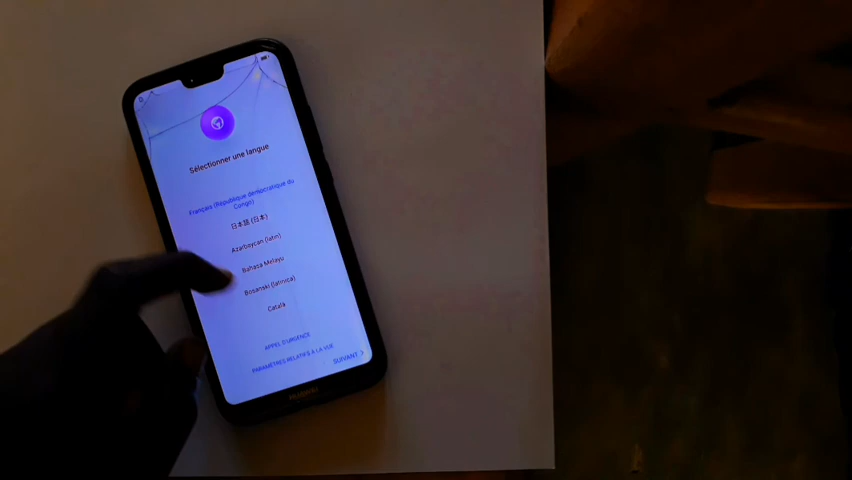 Sélectionner une langue
Français (République démocratique du
Congo)
日本語 (日本)
Azərbaycan (latın)
Bahasa Melayu
Bosanski (latinica)
Català
APPEL D'URGENCE
PARAMÈTRES RELATIFS À LA VUE
SUIVANT >
HUAWEI